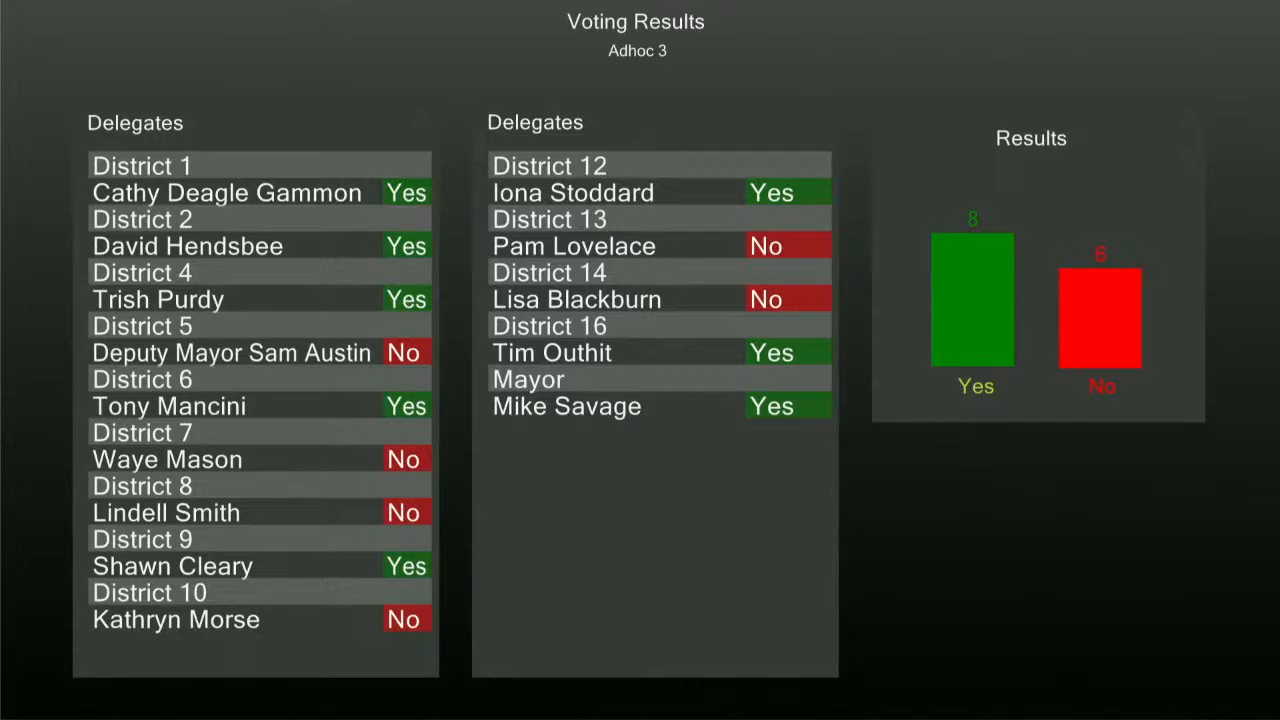 Voting Results
Adhoc 3
Delegates
District 1
Cathy Deagle Gammon Yes
District 2
David Hendsbee Yes
District 4
Trish Purdy Yes
District 5
Deputy Mayor Sam Austin No
District 6
Tony Mancini Yes
District 7
Waye Mason No
District 8
Lindell Smith No
District 9
Shawn Cleary Yes
District 10
Kathryn Morse No
Delegates
District 12
Iona Stoddard Yes
District 13
Pam Lovelace No
District 14
Lisa Blackburn No
District 16
Tim Outhit Yes
Mayor
Mike Savage Yes
Results
8
6
Yes
No